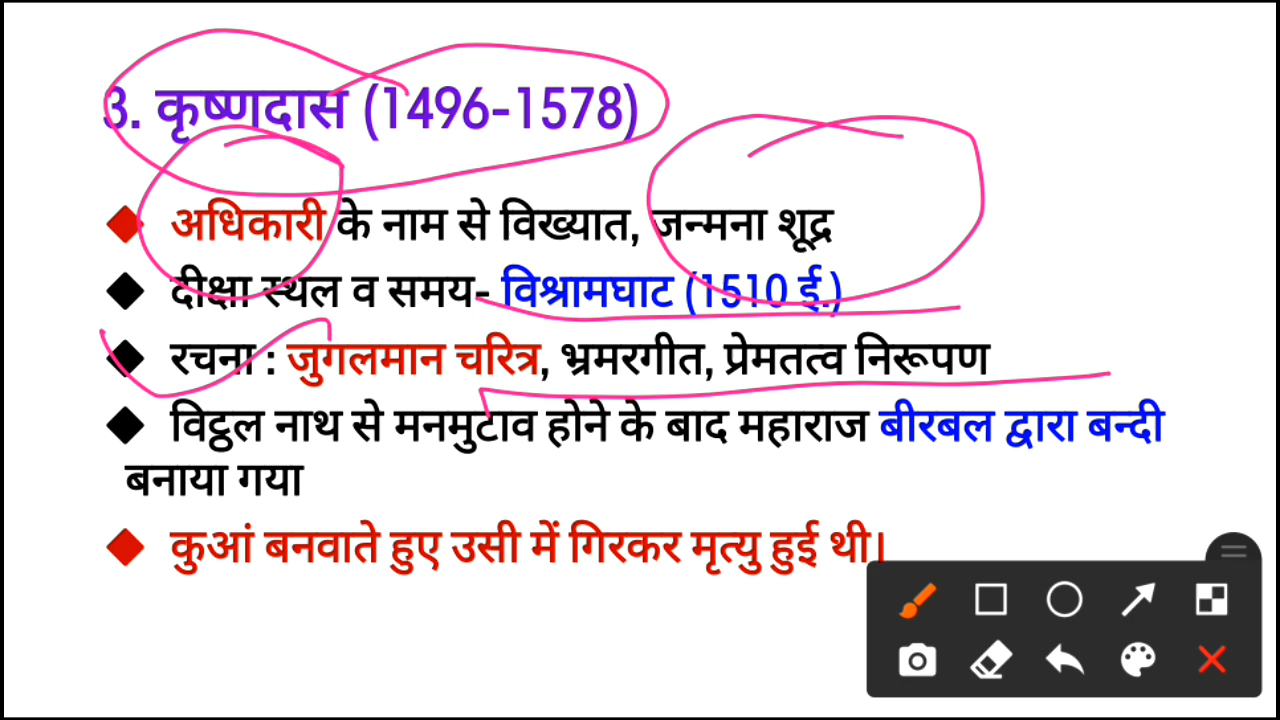 3. कृष्णदास (1496-1578)
अधिकारी के नाम से विख्यात, जन्मना शूद्र
दीक्षा स्थल व समय- विश्रामघाट (1510 ई.)
रचना : जुगलमान चरित्र, भ्रमरगीत, प्रेमतत्व निरूपण
विट्ठल नाथ से मनमुटाव होने के बाद महाराज बीरबल द्वारा बन्दी
बनाया गया
कुआं बनवाते हुए उसी में गिरकर मृत्यु हुई थी।